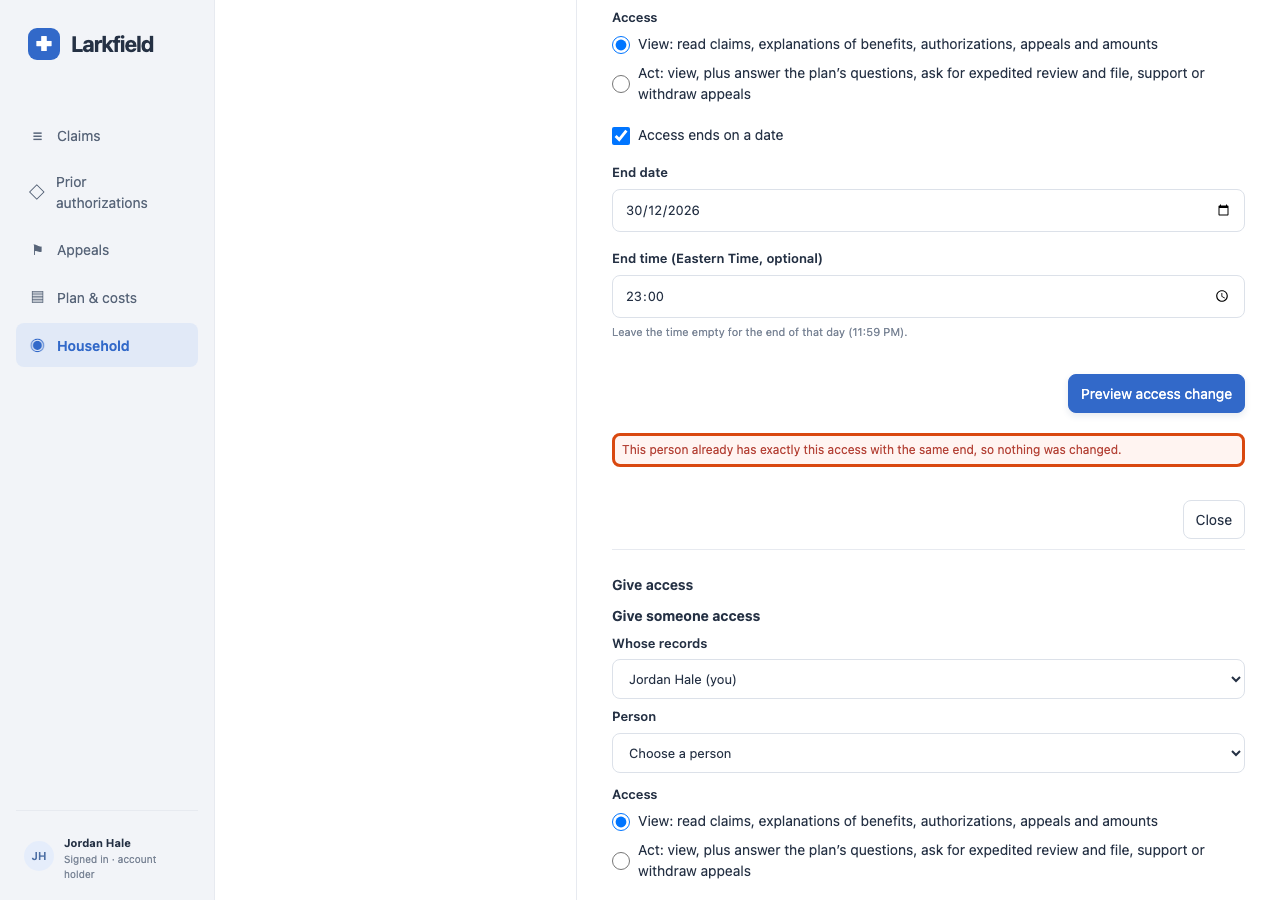 Larkfield
Claims
Prior
authorizations
Appeals
Plan & costs
Household
JH
Jordan Hale
Signed in · account
holder
Access
View: read claims, explanations of benefits, authorizations, appeals and amounts
Act: view, plus answer the plan’s questions, ask for expedited review and file, support or
withdraw appeals
Access ends on a date
End date
30/12/2026
End time (Eastern Time, optional)
23:00
Leave the time empty for the end of that day (11:59 PM).
Preview access change
This person already has exactly this access with the same end, so nothing was changed.
Close
Give access
Give someone access
Whose records
Jordan Hale (you)
Person
Choose a person
Access
View: read claims, explanations of benefits, authorizations, appeals and amounts
Act: view, plus answer the plan’s questions, ask for expedited review and file, support or
withdraw appeals